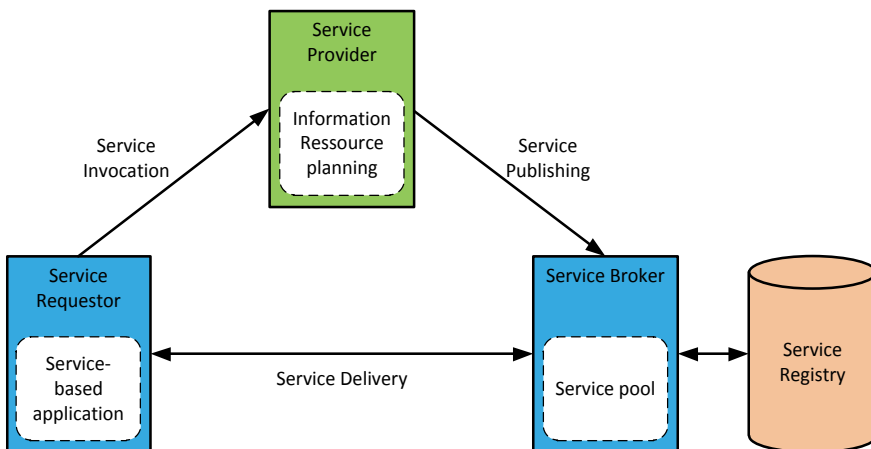 Service
Provider
Information
Ressource
planning
Service
Invocation
Service
Publishing
Service
Requestor
Service-
based
application
Service Delivery
Service Broker
Service pool
Service
Registry